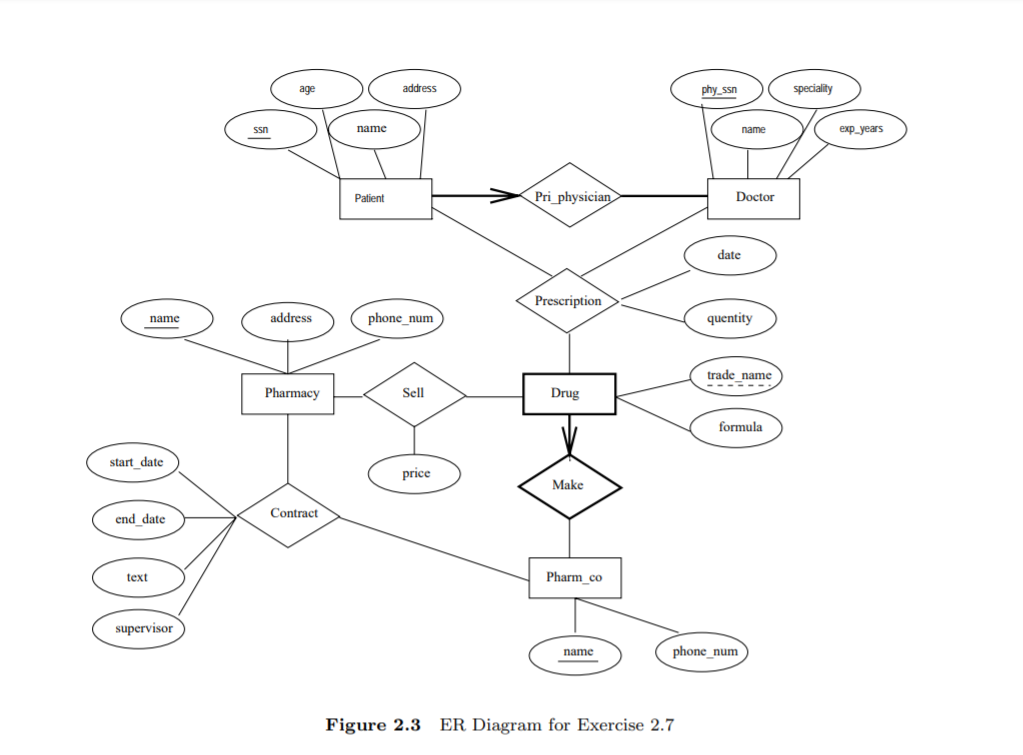 age
address
phy_ssn
speciality
ssn
name
name
exp_years
Patient
Pri_physician
Doctor
date
Prescription
name
address
phone_num
quentity
trade_name
Pharmacy
Sell
Drug
formula
start_date
price
Make
Contract
end_date
text
Pharm_co
supervisor
name
phone_num
Figure 2.3 ER Diagram for Exercise 2.7